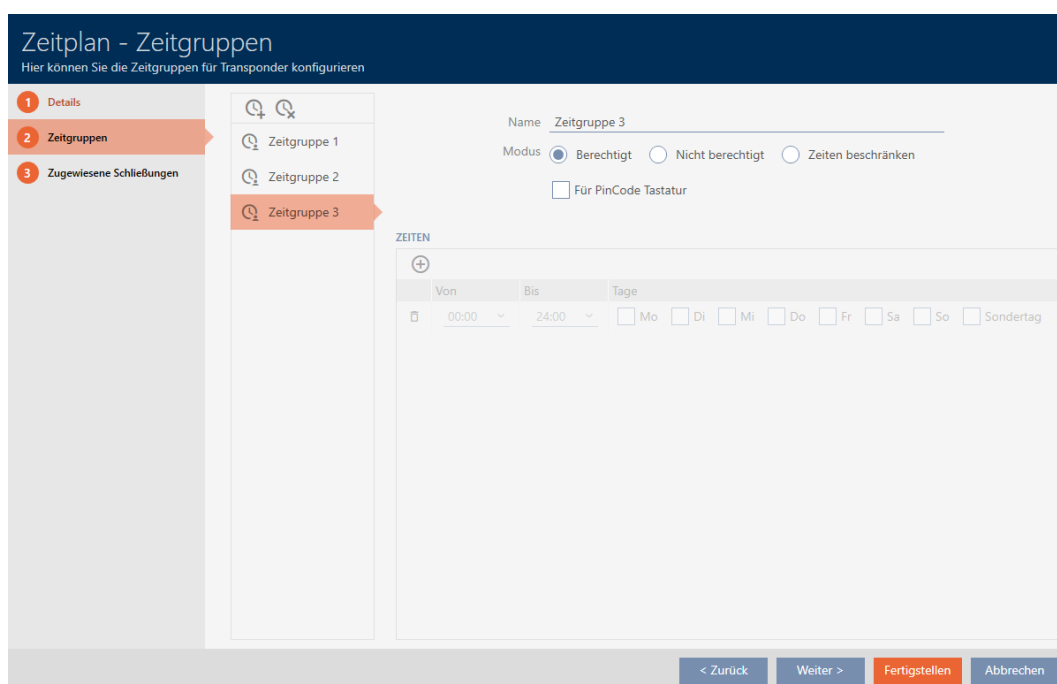 Zeitplan - Zeitgruppen
Hier können Sie die Zeitgruppen für Transponder konfigurieren
1 Details
2 Zeitgruppen
3 Zugewiesene Schließungen
Zeitgruppe 1
Zeitgruppe 2
Zeitgruppe 3
Name Zeitgruppe 3
Modus Berechtigt Nicht berechtigt Zeiten beschränken
Für PinCode Tastatur
ZEITEN
Von Bis Tage
00:00 24:00 Mo Di Mi Do Fr Sa So Sondertag
< Zurück Weiter > Fertigstellen Abbrechen